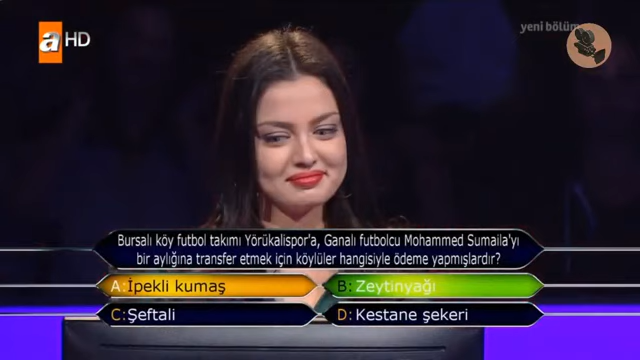 a HD
yeni bölüm
Bursalı köy futbol takımı Yörükalispor'a, Ganalı futbolcu Mohammed Sumaila'yı
bir aylığına transfer etmek için köylüler hangisiyle ödeme yapmışlardır?
A: İpekli kumaş
B: Zeytinyağı
C: Şeftali
D: Kestane şekeri